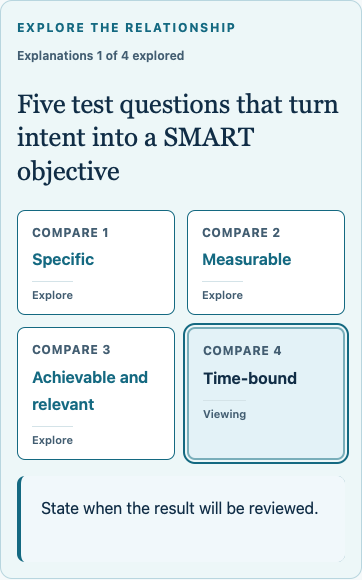 EXPLORE THE RELATIONSHIP
Explanations 1 of 4 explored
Five test questions that turn
intent into a SMART
objective
COMPARE 1
Specific
Explore
COMPARE 2
Measurable
Explore
COMPARE 3
Achievable and
relevant
Explore
COMPARE 4
Time-bound
Viewing
State when the result will be reviewed.